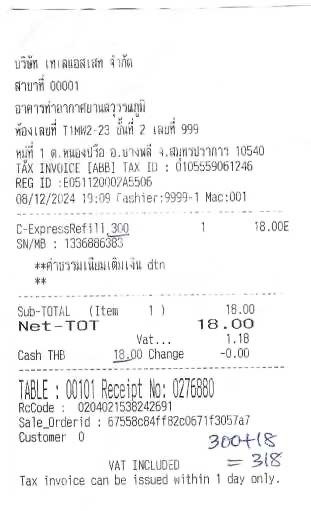 บริษัท เทเลแอสเสท จำกัด
สาขาที่ 00001
อาคารท่าอากาศยานสุวรรณภูมิ
ห้องเลขที่ T1MW2-23 ชั้นที่ 2 เลขที่ 999
หมู่ที่ 1 ต.หนองปรือ อ.บางพลี จ.สมุทรปราการ 10540
TAX INVOICE [ABB] TAX ID : 0105559061246
REG ID :E051120002A5506
08/12/2024 19:09 Cashier:9999-1 Mac:001
C-ExpressRefill 300 1 18.00E
SN/MB : 1336886383
**ค่าธรรมเนียมเติมเงิน dtn
**
Sub-TOTAL (Item 1 ) 18.00
Net-TOT 18.00
Vat... 1.18
Cash THB 18.00 Change -0.00
TABLE : 00101 Receipt No: 0276880
RcCode : 0204021538242691
Sale_Orderid : 67558c84ff82c0671f3057a7
Customer 0
300+18
= 318
VAT INCLUDED
Tax invoice can be issued within 1 day only.